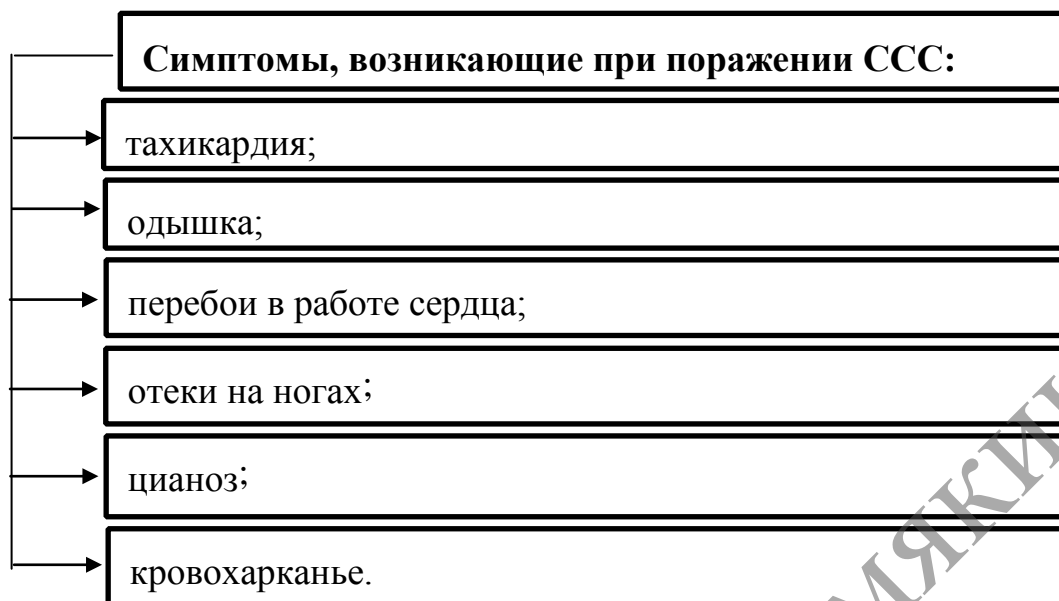 Симптомы, возникающие при поражении ССС:
тахикардия;
одышка;
перебои в работе сердца;
отеки на ногах;
цианоз;
кровохарканье.